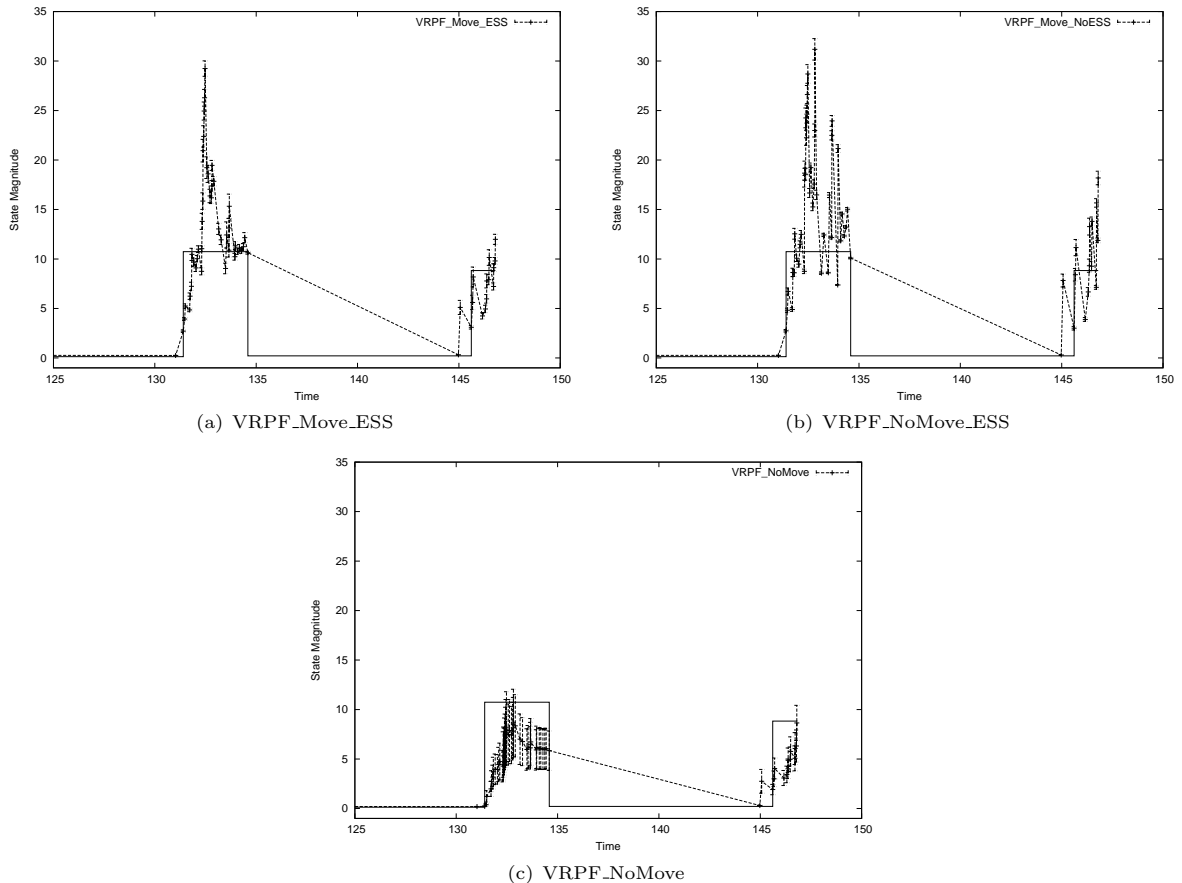 VRPF_Move_ESS
35
30
25
20
15
10
5
0
State Magnitude
125 130 135 140 145 150
Time
(a) VRPF_Move_ESS
VRPF_Move_NoESS
35
30
25
20
15
10
5
0
State Magnitude
125 130 135 140 145 150
Time
(b) VRPF_NoMove_ESS
VRPF_NoMove
35
30
25
20
15
10
5
0
State Magnitude
125 130 135 140 145 150
Time
(c) VRPF_NoMove